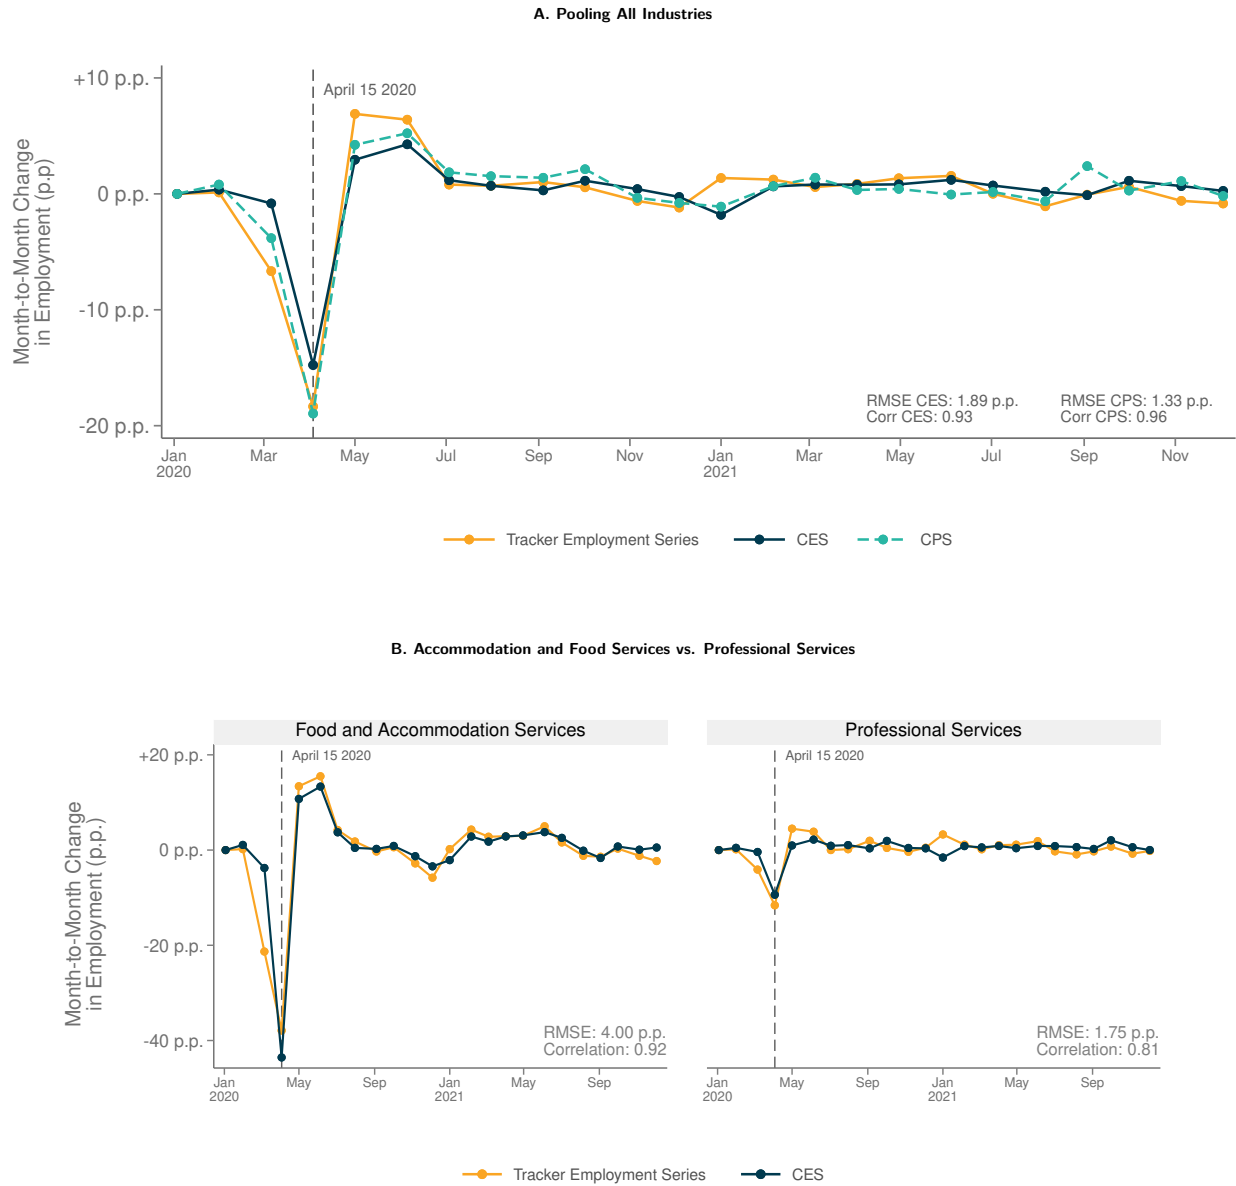 A. Pooling All Industries
+10 p.p.
0 p.p.
-10 p.p.
-20 p.p.
Month-to-Month Change
in Employment (p.p)
April 15 2020
RMSE CES: 1.89 p.p.
Corr CES: 0.93
RMSE CPS: 1.33 p.p.
Corr CPS: 0.96
Jan
2020
Mar
May
Jul
Sep
Nov
Jan
2021
Mar
May
Jul
Sep
Nov
Tracker Employment Series
CES
CPS
B. Accommodation and Food Services vs. Professional Services
Food and Accommodation Services
+20 p.p.
0 p.p.
-20 p.p.
-40 p.p.
Month-to-Month Change
in Employment (p.p.)
April 15 2020
RMSE: 4.00 p.p.
Correlation: 0.92
Jan
2020
May
Sep
Jan
2021
May
Sep
Professional Services
April 15 2020
RMSE: 1.75 p.p.
Correlation: 0.81
Jan
2020
May
Sep
Jan
2021
May
Sep
Tracker Employment Series
CES